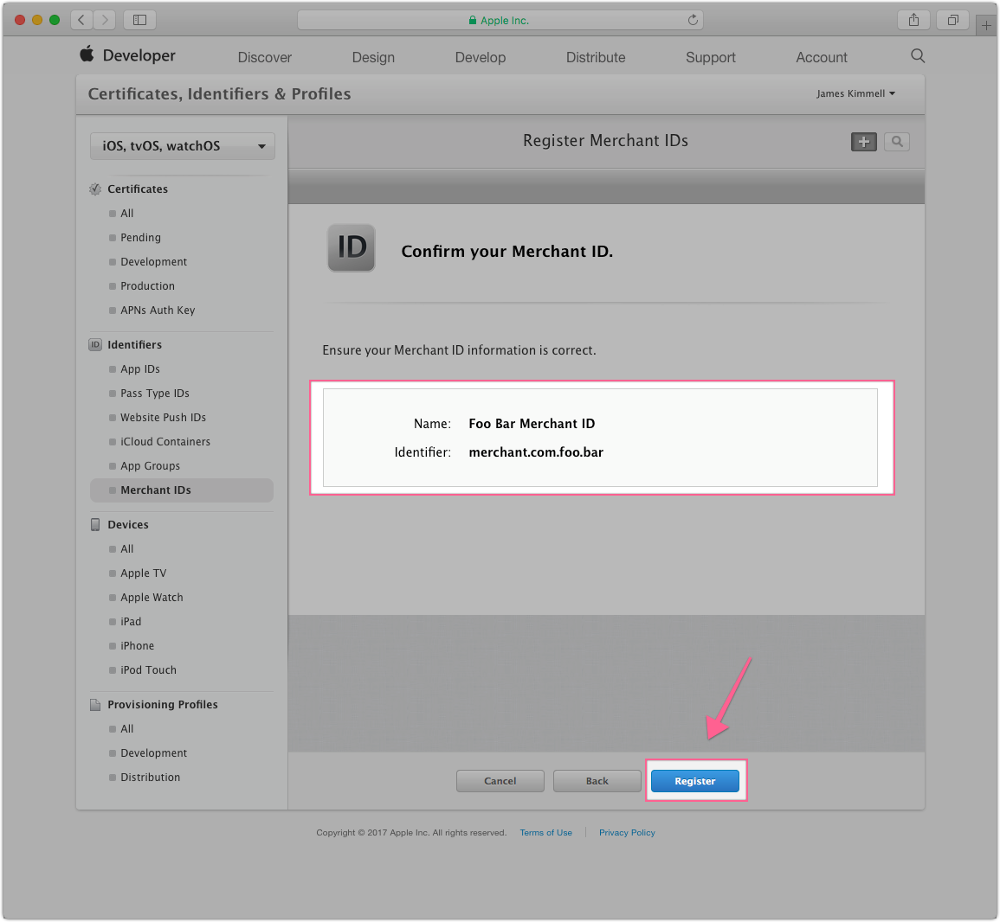 Apple Inc.
Developer
Discover
Design
Develop
Distribute
Support
Account
Certificates, Identifiers & Profiles
James Kimmell
iOS, tvOS, watchOS
Certificates
All
Pending
Development
Production
APNs Auth Key
ID Identifiers
App IDs
Pass Type IDs
Website Push IDs
iCloud Containers
App Groups
Merchant IDs
Devices
All
Apple TV
Apple Watch
iPad
iPhone
iPod Touch
Provisioning Profiles
All
Development
Distribution
Register Merchant IDs
ID
Confirm your Merchant ID.
Ensure your Merchant ID information is correct.
Name: Foo Bar Merchant ID
Identifier: merchant.com.foo.bar
Cancel
Back
Register
Copyright © 2017 Apple Inc. All rights reserved. Terms of Use Privacy Policy